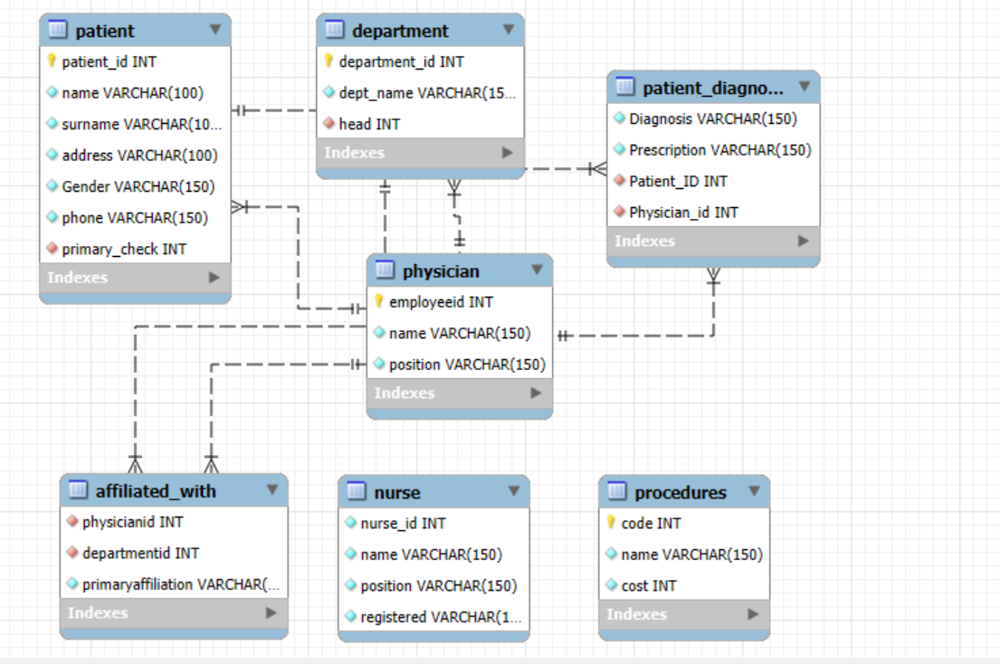 patient
patient_id INT
name VARCHAR(100)
surname VARCHAR(10...
address VARCHAR(100)
Gender VARCHAR(150)
phone VARCHAR(150)
primary_check INT
Indexes
department
department_id INT
dept_name VARCHAR(15...
head INT
Indexes
patient_diagno...
Diagnosis VARCHAR(150)
Prescription VARCHAR(150)
Patient_ID INT
Physician_id INT
Indexes
physician
employeeid INT
name VARCHAR(150)
position VARCHAR(150)
Indexes
affiliated_with
physicianid INT
departmentid INT
primaryaffiliation VARCHAR(...
Indexes
nurse
nurse_id INT
name VARCHAR(150)
position VARCHAR(150)
registered VARCHAR(1...
procedures
code INT
name VARCHAR(150)
cost INT
Indexes